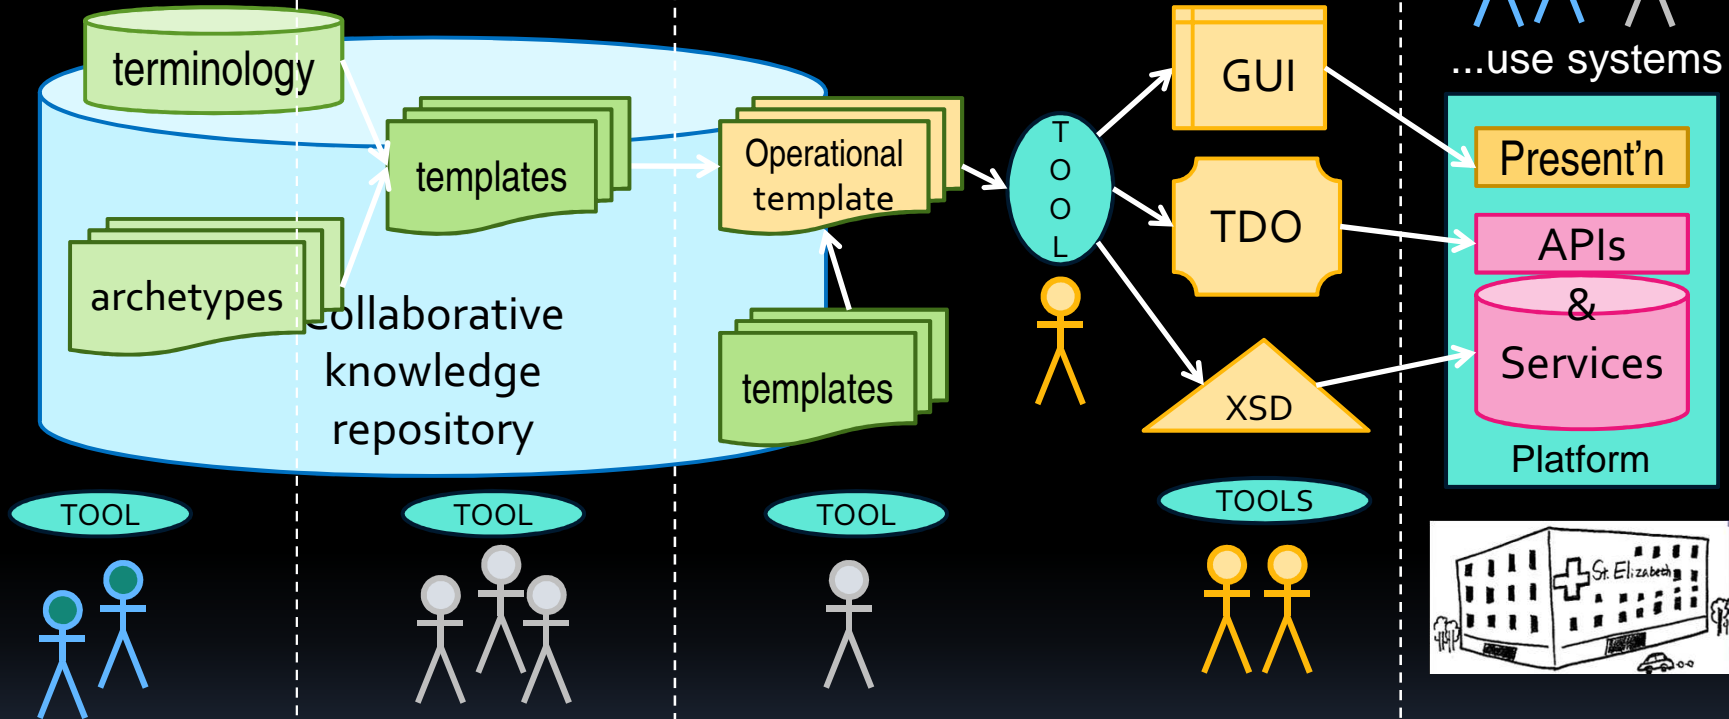 terminology
templates
archetypes
Collaborative
knowledge
repository
Operational
template
templates
T
O
O
L
GUI
TDO
XSD
...use systems
Present’n
APIs
&
Services
Platform
TOOL
TOOL
TOOL
TOOLS
St. Elizabeth